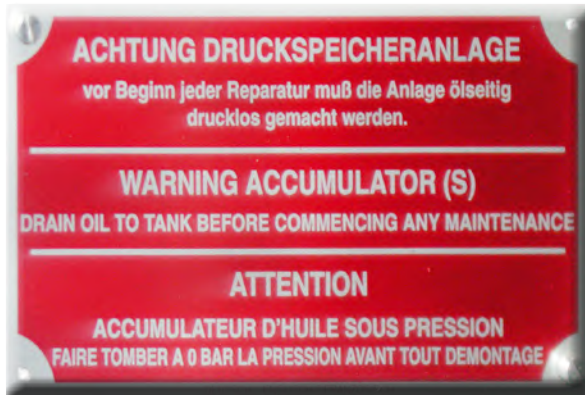 ACHTUNG DRUCKSPEICHERANLAGE
vor Beginn jeder Reparatur muß die Anlage ölseitig
drucklos gemacht werden.
WARNING ACCUMULATOR (S)
DRAIN OIL TO TANK BEFORE COMMENCING ANY MAINTENANCE
ATTENTION
ACCUMULATEUR D'HUILE SOUS PRESSION
FAIRE TOMBER A 0 BAR LA PRESSION AVANT TOUT DEMONTAGE